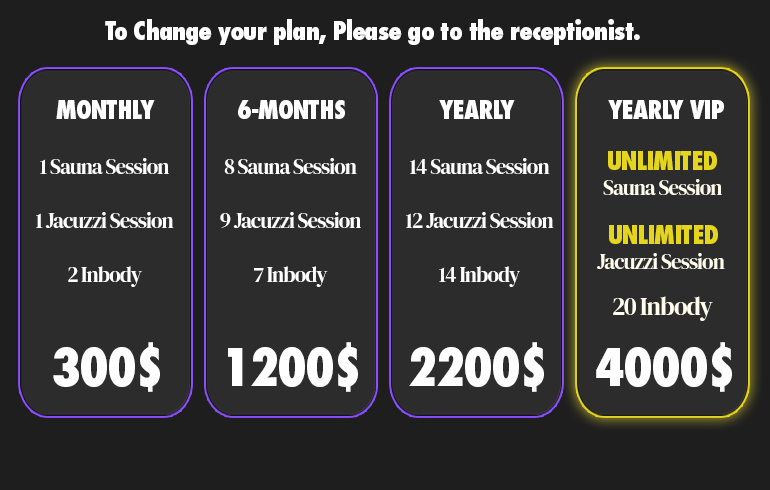 To Change your plan, Please go to the receptionist.
MONTHLY
1 Sauna Session
1 Jacuzzi Session
2 Inbody
300$
6-MONTHS
8 Sauna Session
9 Jacuzzi Session
7 Inbody
1200$
YEARLY
14 Sauna Session
12 Jacuzzi Session
14 Inbody
2200$
YEARLY VIP
UNLIMITED
Sauna Session
UNLIMITED
Jacuzzi Session
20 Inbody
4000$